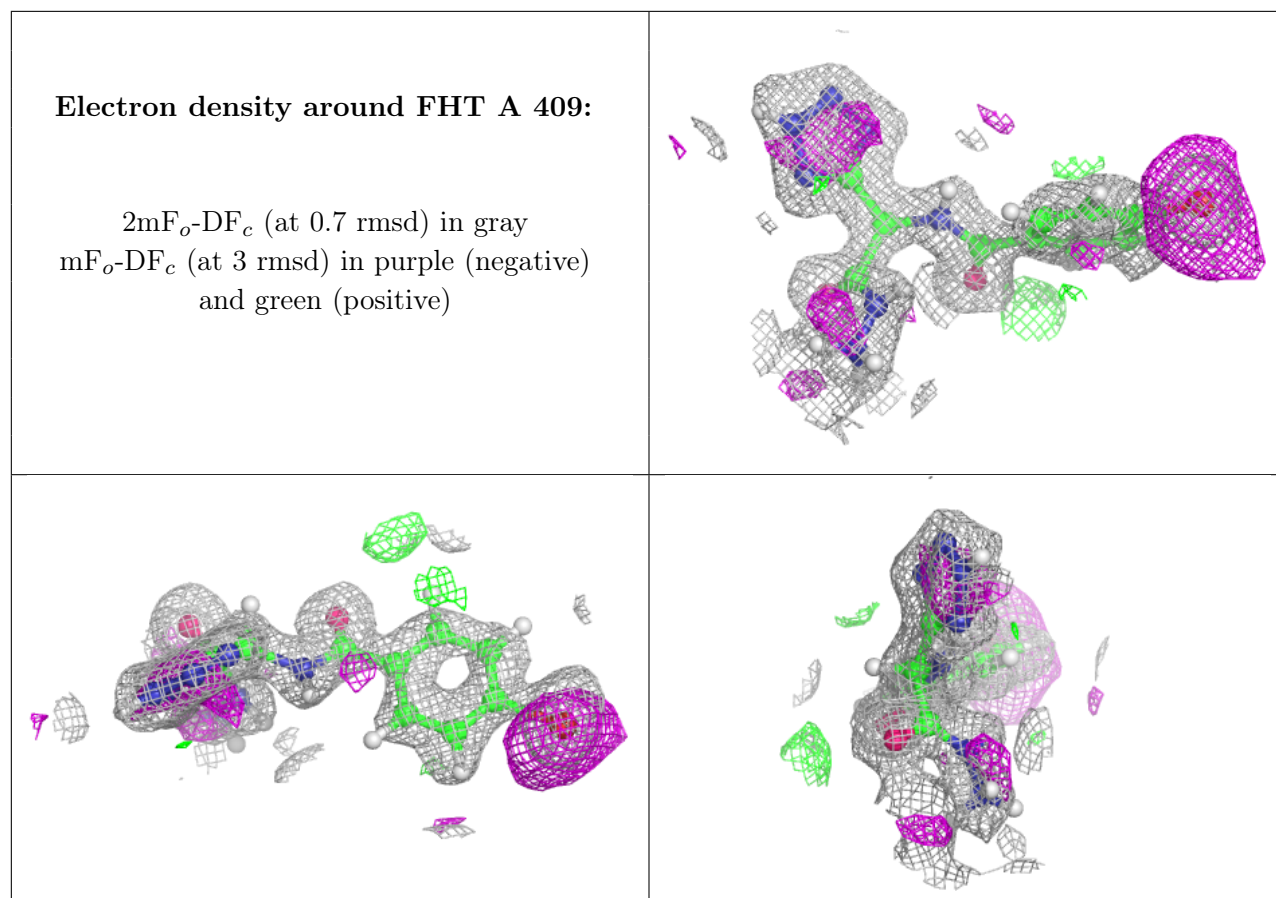 Electron density around FHT A 409:
2mFo-DFc (at 0.7 rmsd) in gray
mFo-DFc (at 3 rmsd) in purple (negative)
and green (positive)